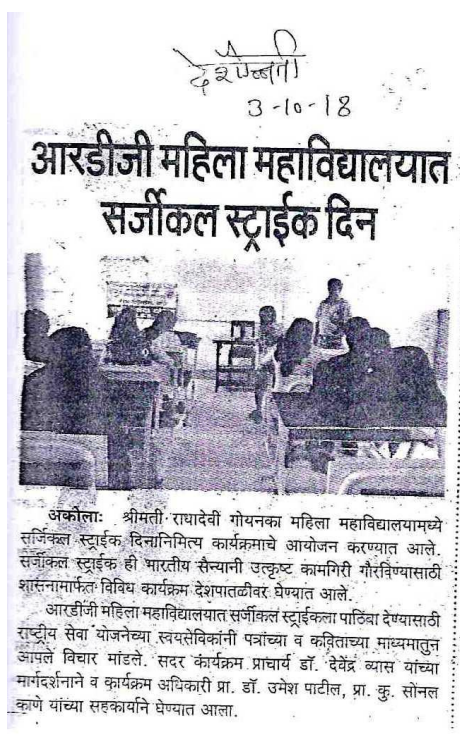 देशोन्नती
3-10-18
आरडीजी महिला महाविद्यालयात
सर्जीकल स्ट्राईक दिन
अकोला: श्रीमती राधादेवी गोयनका महिला महाविद्यालयामध्ये
सर्जिकल स्ट्राईक दिनानिमित्य कार्यक्रमाचे आयोजन करण्यात आले.
सर्जीकल स्ट्राईक ही भारतीय सैन्यानी उत्कृष्ट कामगिरी गौरविण्यासाठी
शासनामार्फत विविध कार्यक्रम देशपातळीवर घेण्यात आले.
आरडीजी महिला महाविद्यालयात सर्जीकल स्ट्राईकला पाठिंबा देण्यासाठी
राष्ट्रीय सेवा योजनेच्या स्वयंसेविकांनी पत्रांच्या व कवितांच्या माध्यमातुन
आपले विचार मांडले. सदर कार्यक्रम प्राचार्य डॉ. देवेंद्र व्यास यांच्या
मार्गदर्शनाने व कार्यक्रम अधिकारी प्रा. डॉ. उमेश पाटील, प्रा. कु. सोनल
कामे यांच्या सहकार्याने घेण्यात आला.